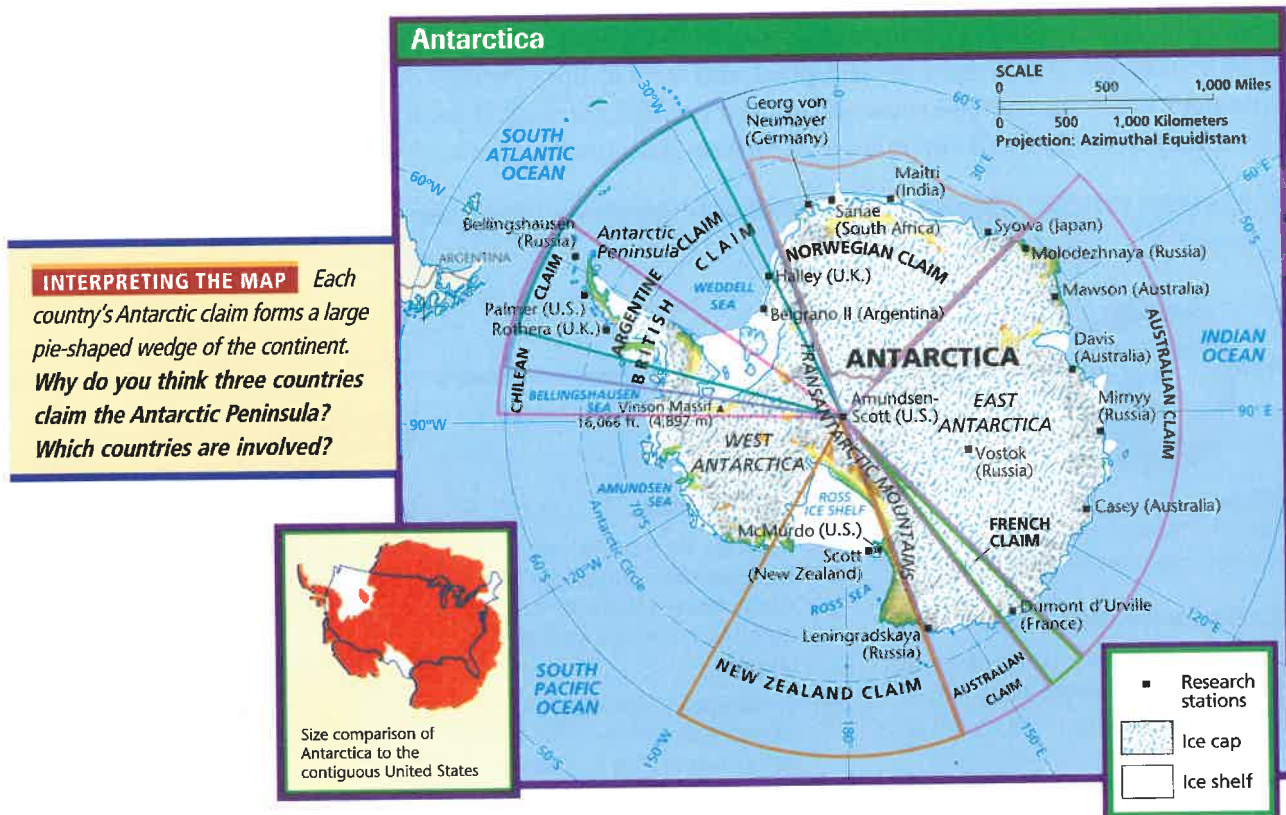 Antarctica
SCALE
0 500 1,000 Miles
0 500 1,000 Kilometers
Projection: Azimuthal Equidistant
INTERPRETING THE MAP Each
country's Antarctic claim forms a large
pie-shaped wedge of the continent.
Why do you think three countries
claim the Antarctic Peninsula?
Which countries are involved?
30°W
0
60°S
30°E
60°E
50°S
60°W
SOUTH
ATLANTIC
OCEAN
Georg von
Neumayer
(Germany)
Maitri
(India)
Sanae
(South Africa)
Syowa (Japan)
Molodezhnaya (Russia)
Mawson (Australia)
Davis
(Australia)
Mirnyy
(Russia)
Casey (Australia)
Bellingshausen
(Russia)
ARGENTINA
Antarctic
Peninsula
Palmer (U.S.)
Rothera (U.K.)
Halley (U.K.)
Belgrano II (Argentina)
WEDDELL
SEA
CHILEAN CLAIM
ARGENTINE CLAIM
BRITISH CLAIM
NORWEGIAN CLAIM
AUSTRALIAN CLAIM
INDIAN
OCEAN
ANTARCTICA
TRANSANTARCTIC MOUNTAINS
Amundsen-
Scott (U.S.)
EAST
ANTARCTICA
Vostok
(Russia)
90°W
90°E
BELLINGSHAUSEN
SEA
Vinson Massif
16,066 ft. (4,897 m)
WEST
ANTARCTICA
AMUNDSEN
SEA
70°S
Antarctic Circle
ROSS
ICE SHELF
McMurdo (U.S.)
Scott
(New Zealand)
ROSS SEA
FRENCH
CLAIM
Dumont d'Urville
(France)
Leningradskaya
(Russia)
NEW ZEALAND CLAIM
AUSTRALIAN
CLAIM
60°S
120°W
120°E
SOUTH
PACIFIC
OCEAN
50°S
150°W
180°
150°E
Size comparison of
Antarctica to the
contiguous United States
Research
stations
Ice cap
Ice shelf